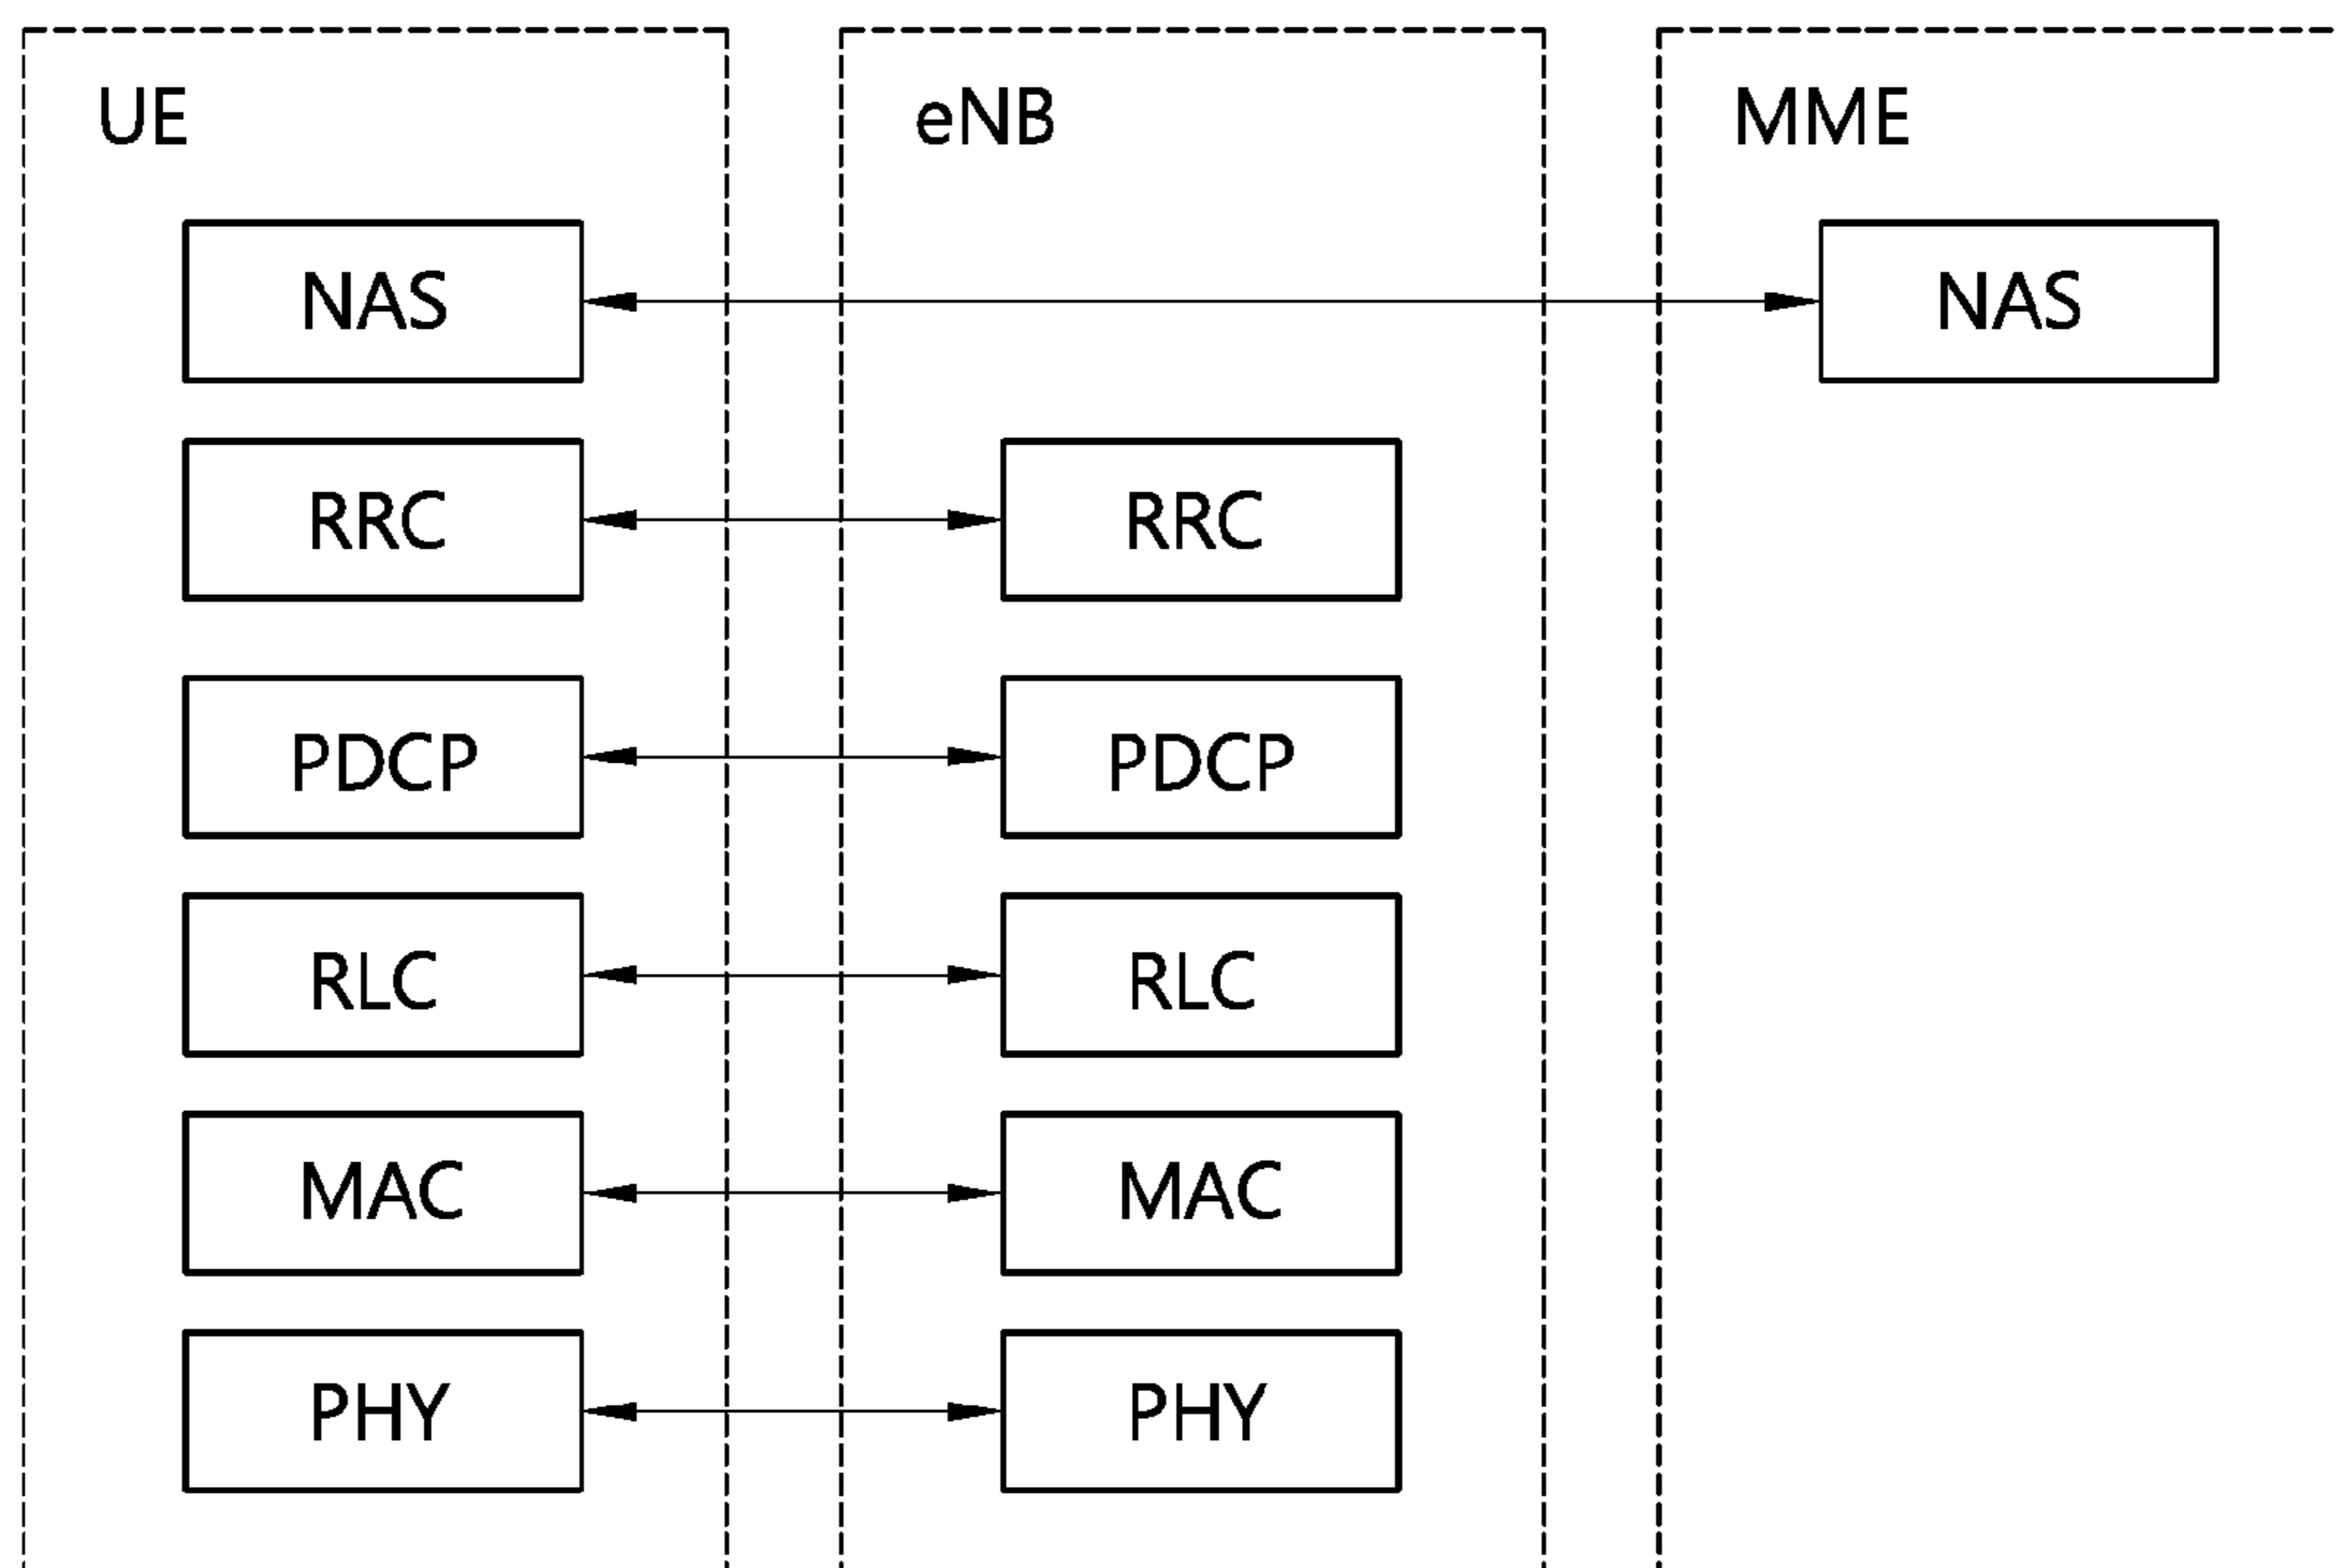 UE
eNB
MME
NAS
NAS
RRC
RRC
PDCP
PDCP
RLC
RLC
MAC
MAC
PHY
PHY